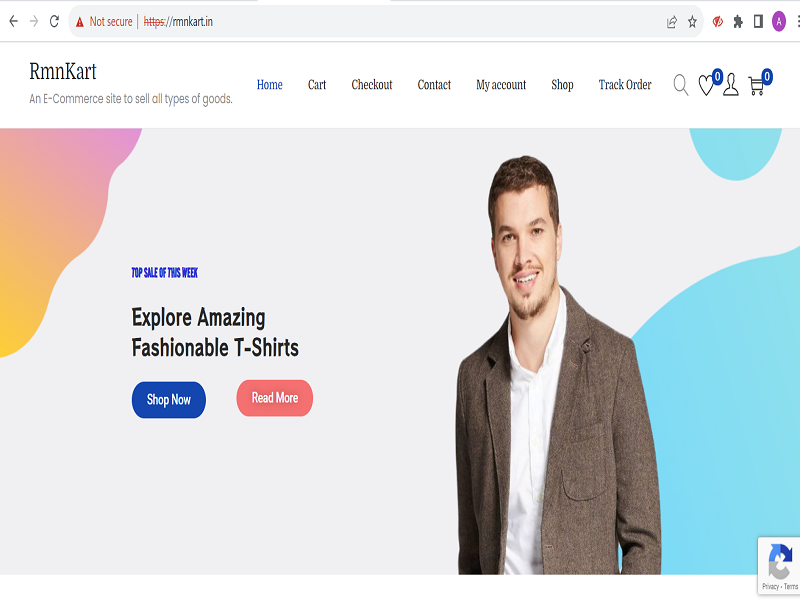 Not secure | https://rmnkart.in
A
RmnKart
An E-Commerce site to sell all types of goods.
Home Cart Checkout Contact My account Shop Track Order 0 0
TOP SALE OF THIS WEEK
Explore Amazing
Fashionable T-Shirts
Shop Now Read More
Privacy - Terms